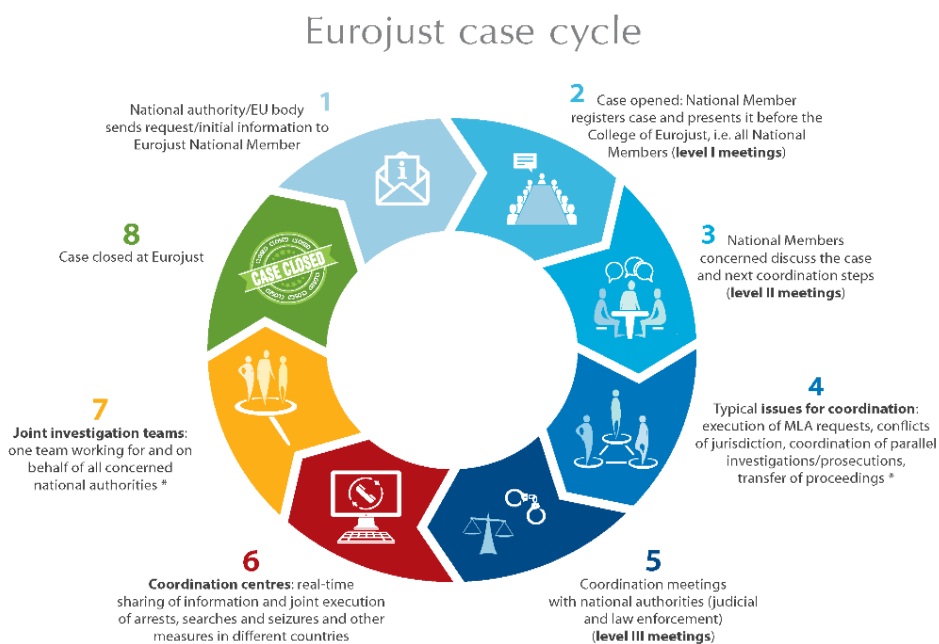 Eurojust case cycle
1
National authority/EU body
sends request/initial information to
Eurojust National Member
2
Case opened: National Member
registers case and presents it before the
College of Eurojust, i.e. all National
Members (level I meetings)
3
National Members
concerned discuss the case
and next coordination steps
(level II meetings)
4
Typical issues for coordination:
execution of MLA requests, conflicts
of jurisdiction, coordination of parallel
investigations/prosecutions,
transfer of proceedings *
5
Coordination meetings
with national authorities (judicial
and law enforcement)
(level III meetings)
6
Coordination centres: real-time
sharing of information and joint execution
of arrests, searches and seizures and other
measures in different countries
7
Joint investigation teams:
one team working for and on
behalf of all concerned
national authorities *
8
Case closed at Eurojust
CLOSED CLOSED CLOSED
CASE CLOSED
CLOSED CLOSED CLOSED